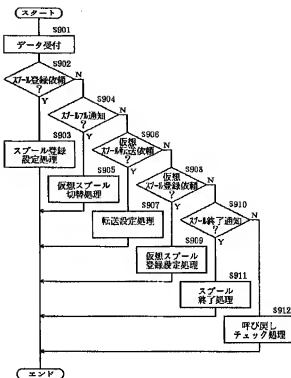 スタート
S901
データ受付
S902
スプール登録依頼
?
N
Y
S904
スプールフル通知
?
N
Y
S903
スプール登録
設定処理
S906
仮想
スプール転送依頼
?
N
Y
S905
仮想スプール
切替処理
S908
仮想
スプール登録依頼
?
N
Y
S907
転送設定処理
S910
スプール終了通知
?
N
Y
S909
仮想スプール
登録設定処理
S911
スプール
終了処理
S912
呼び戻し
チェック処理
エンド